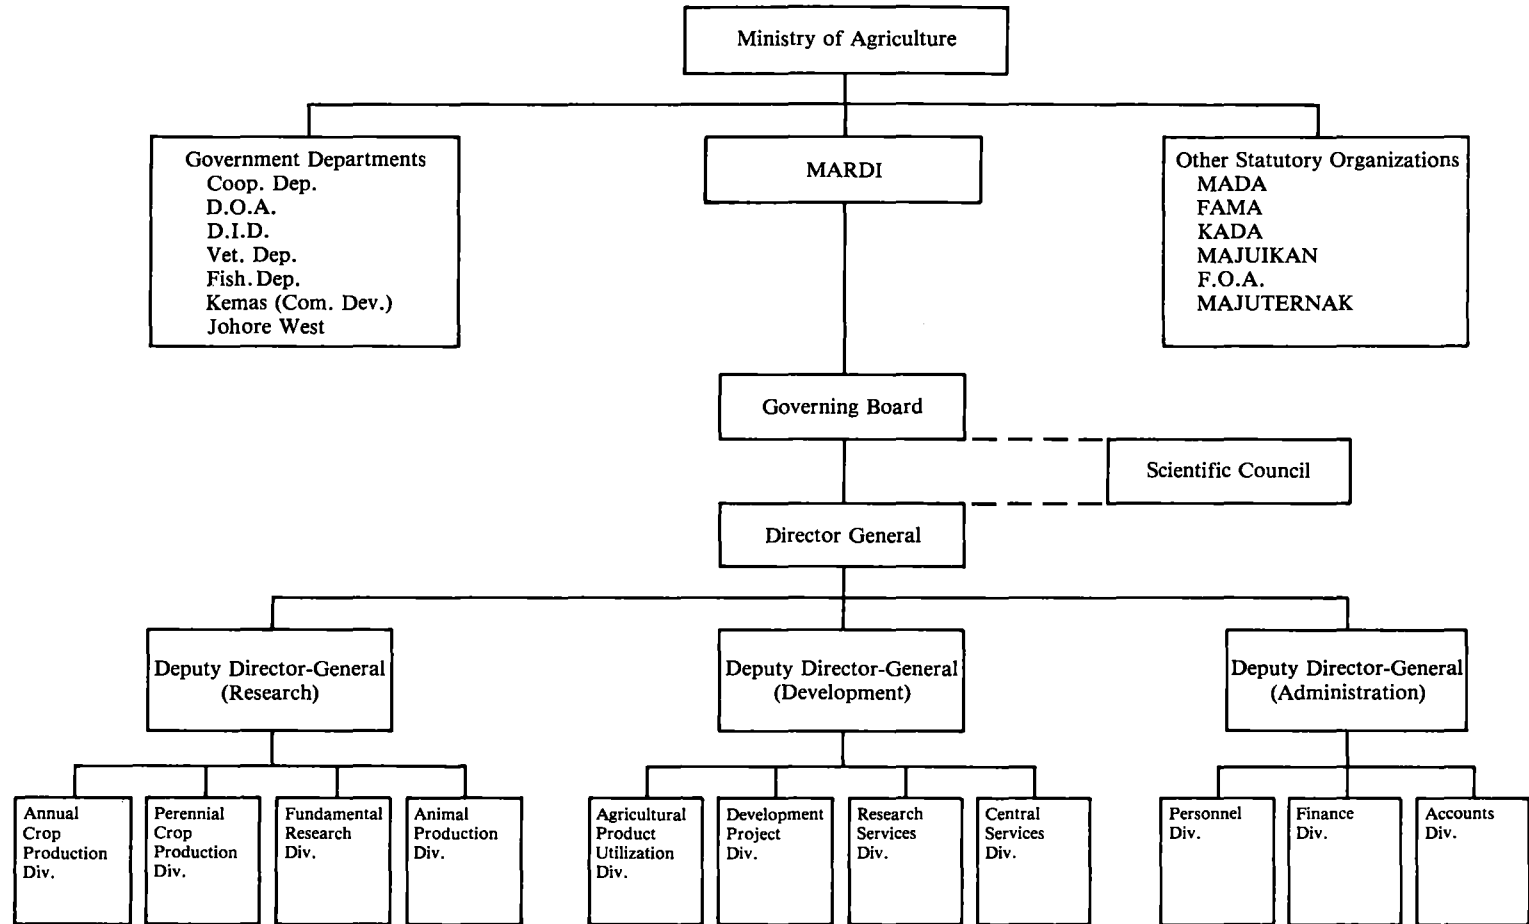 Ministry of Agriculture
Government Departments
Coop. Dep.
D.O.A.
D.I.D.
Vet. Dep.
Fish. Dep.
Kemas (Com. Dev.)
Johore West
MARDI
Other Statutory Organizations
MADA
FAMA
KADA
MAJUIKAN
F.O.A.
MAJUTERNAK
Governing Board
Scientific Council
Director General
Deputy Director-General
(Research)
Deputy Director-General
(Development)
Deputy Director-General
(Administration)
Annual
Crop
Production
Div.
Perennial
Crop
Production
Div.
Fundamental
Research
Div.
Animal
Production
Div.
Agricultural
Product
Utilization
Div.
Development
Project
Div.
Research
Services
Div.
Central
Services
Div.
Personnel
Div.
Finance
Div.
Accounts
Div.